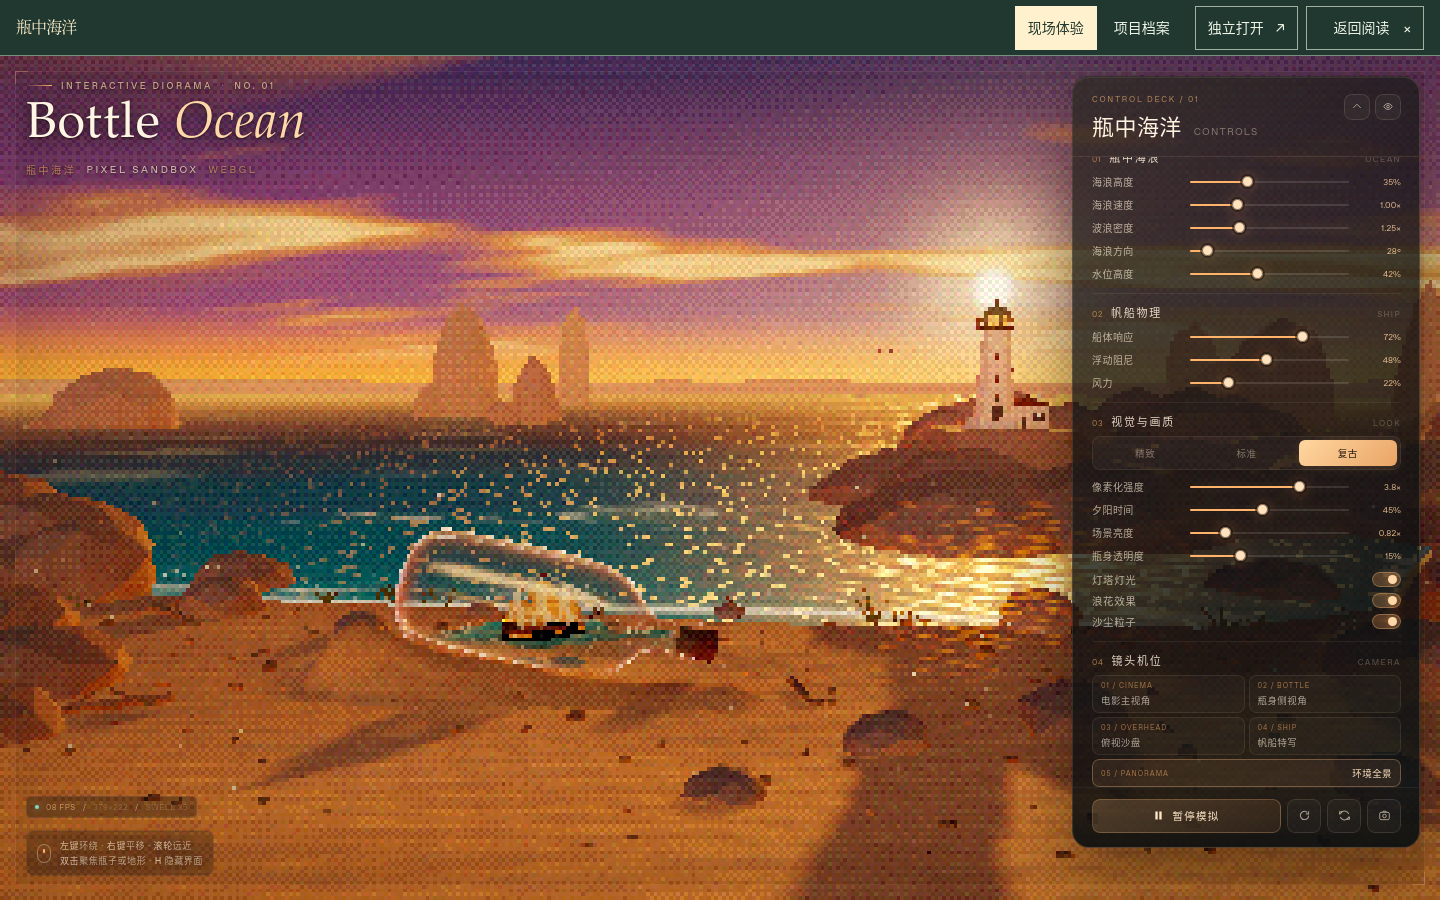 瓶中海洋
现场体验
项目档案
独立打开 ↗
返回阅读 ×
INTERACTIVE DIORAMA NO. 01
Bottle Ocean
瓶中海洋 PIXEL SANDBOX WEBGL
CONTROL DECK / 01
瓶中海洋 CONTROLS
01 瓶中海浪 OCEAN
海浪高度 35%
海浪速度 1.00×
波浪密度 1.25×
海浪方向 28°
水位高度 42%
02 帆船物理 SHIP
船体响应 72%
浮动阻尼 48%
风力 22%
03 视觉与画质 LOOK
精致 标准 复古
像素化强度 3.8×
夕阳时间 45%
场景亮度 0.82×
瓶身透明度 15%
灯塔灯光
浪花效果
沙尘粒子
04 镜头机位 CAMERA
01 / CINEMA
电影主视角
02 / BOTTLE
瓶身侧视角
03 / OVERHEAD
俯视沙盘
04 / SHIP
帆船特写
05 / PANORAMA 环境全景
暂停模拟
08 FPS /
左键环绕 · 右键平移 · 滚轮远近
双击聚焦瓶子或地形 · H 隐藏界面